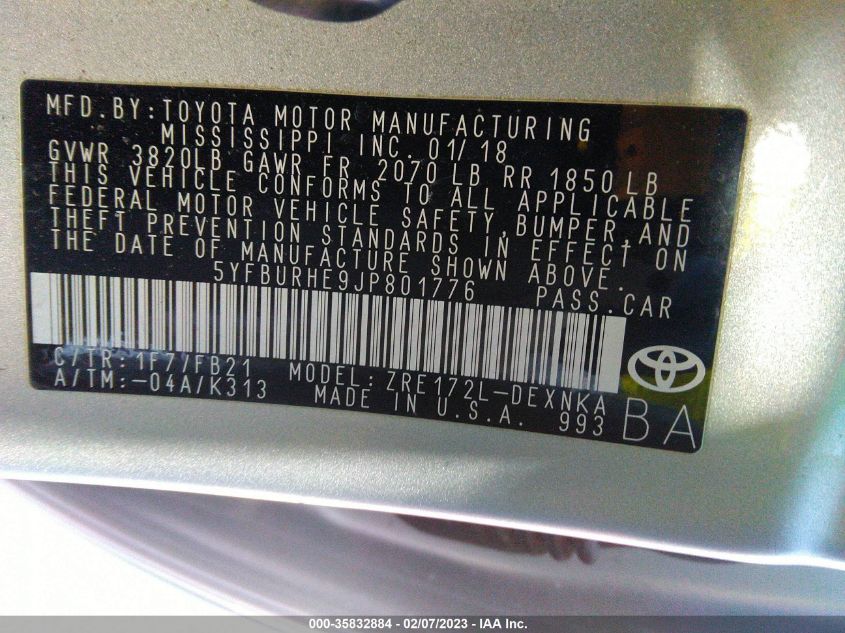 MFD.BY:TOYOTA MOTOR MANUFACTURING
MISSISSIPPI, INC. 01/18
GVWR 3820LB GAWR FR 2070 LB RR 1850 LB
THIS VEHICLE CONFORMS TO ALL APPLICABLE
FEDERAL MOTOR VEHICLE SAFETY,BUMPER,AND
THEFT PREVENTION STANDARDS IN EFFECT ON
THE DATE OF MANUFACTURE SHOWN ABOVE.
5YFBURHE9JP801776 PASS.CAR
C/TR:1F7/FB21 MODEL:ZRE172L-DEXNKA
A/TM:-04A/K313 MADE IN U.S.A. 993 BA
000-35832884 - 02/07/2023 - IAA Inc.